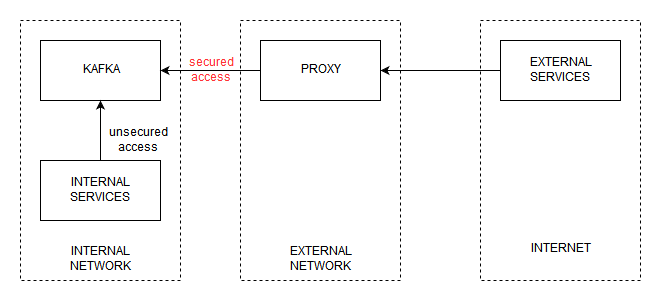 KAFKA
secured
access
PROXY
EXTERNAL
SERVICES
unsecured
access
INTERNAL
SERVICES
INTERNAL
NETWORK
EXTERNAL
NETWORK
INTERNET